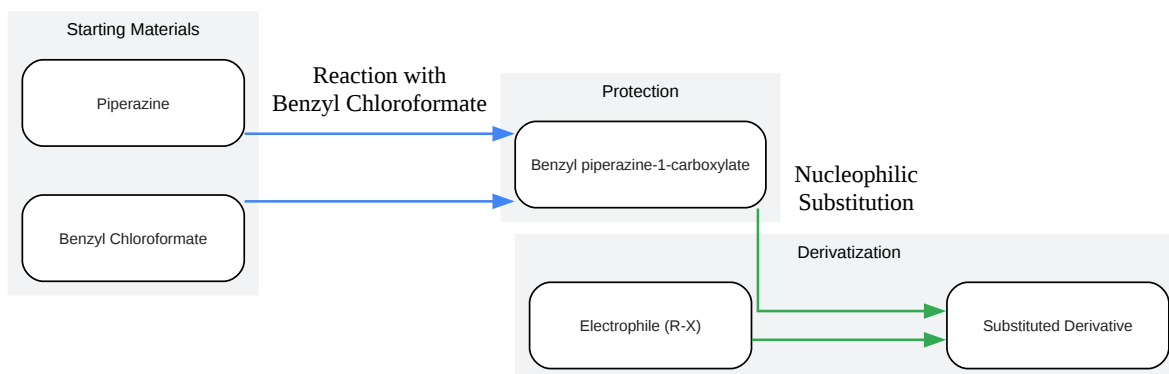 Starting Materials
Piperazine
Benzyl Chloroformate
Reaction with
Benzyl Chloroformate
Protection
Benzyl piperazine-1-carboxylate
Nucleophilic
Substitution
Derivatization
Electrophile (R-X)
Substituted Derivative